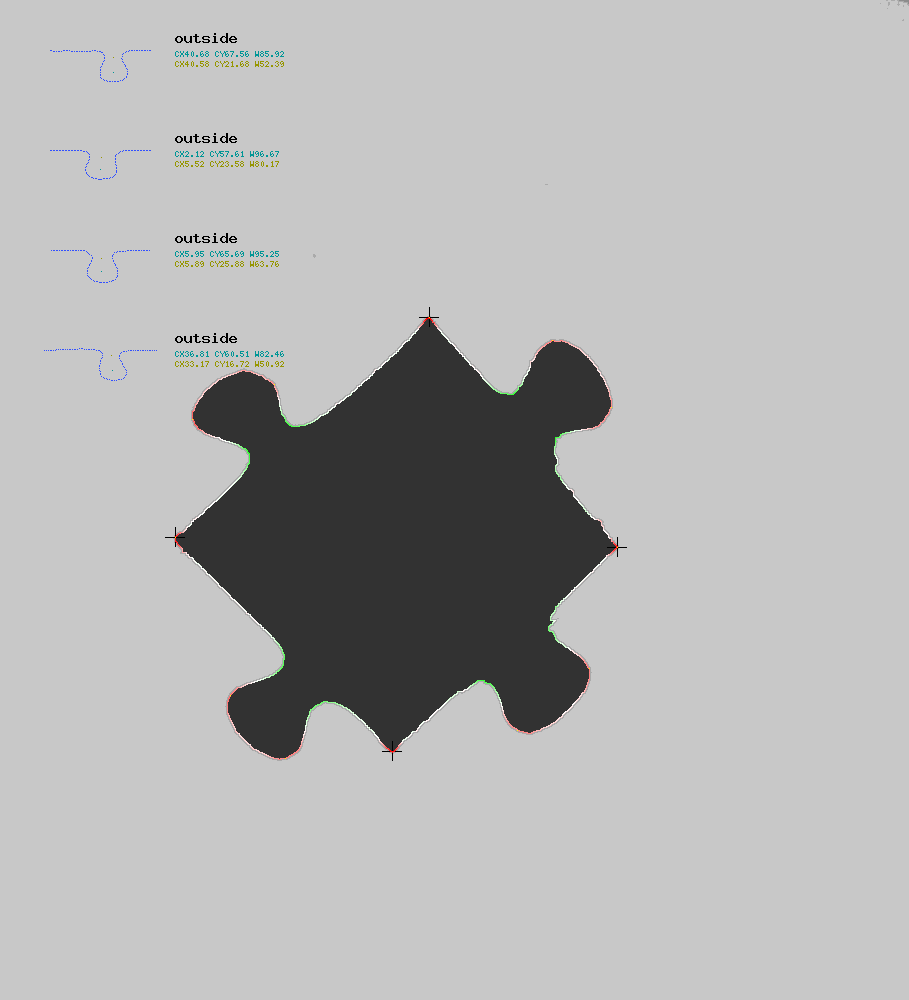 outside
CX40.68 CY67.56 W85.92
CX40.58 CY21.68 W52.39
outside
CX2.12 CY57.61 W96.67
CX5.52 CY23.58 W80.17
outside
CX5.95 CY65.69 W95.25
CX5.89 CY25.88 W63.76
outside
CX36.81 CY60.51 W82.46
CX33.17 CY16.72 W50.92